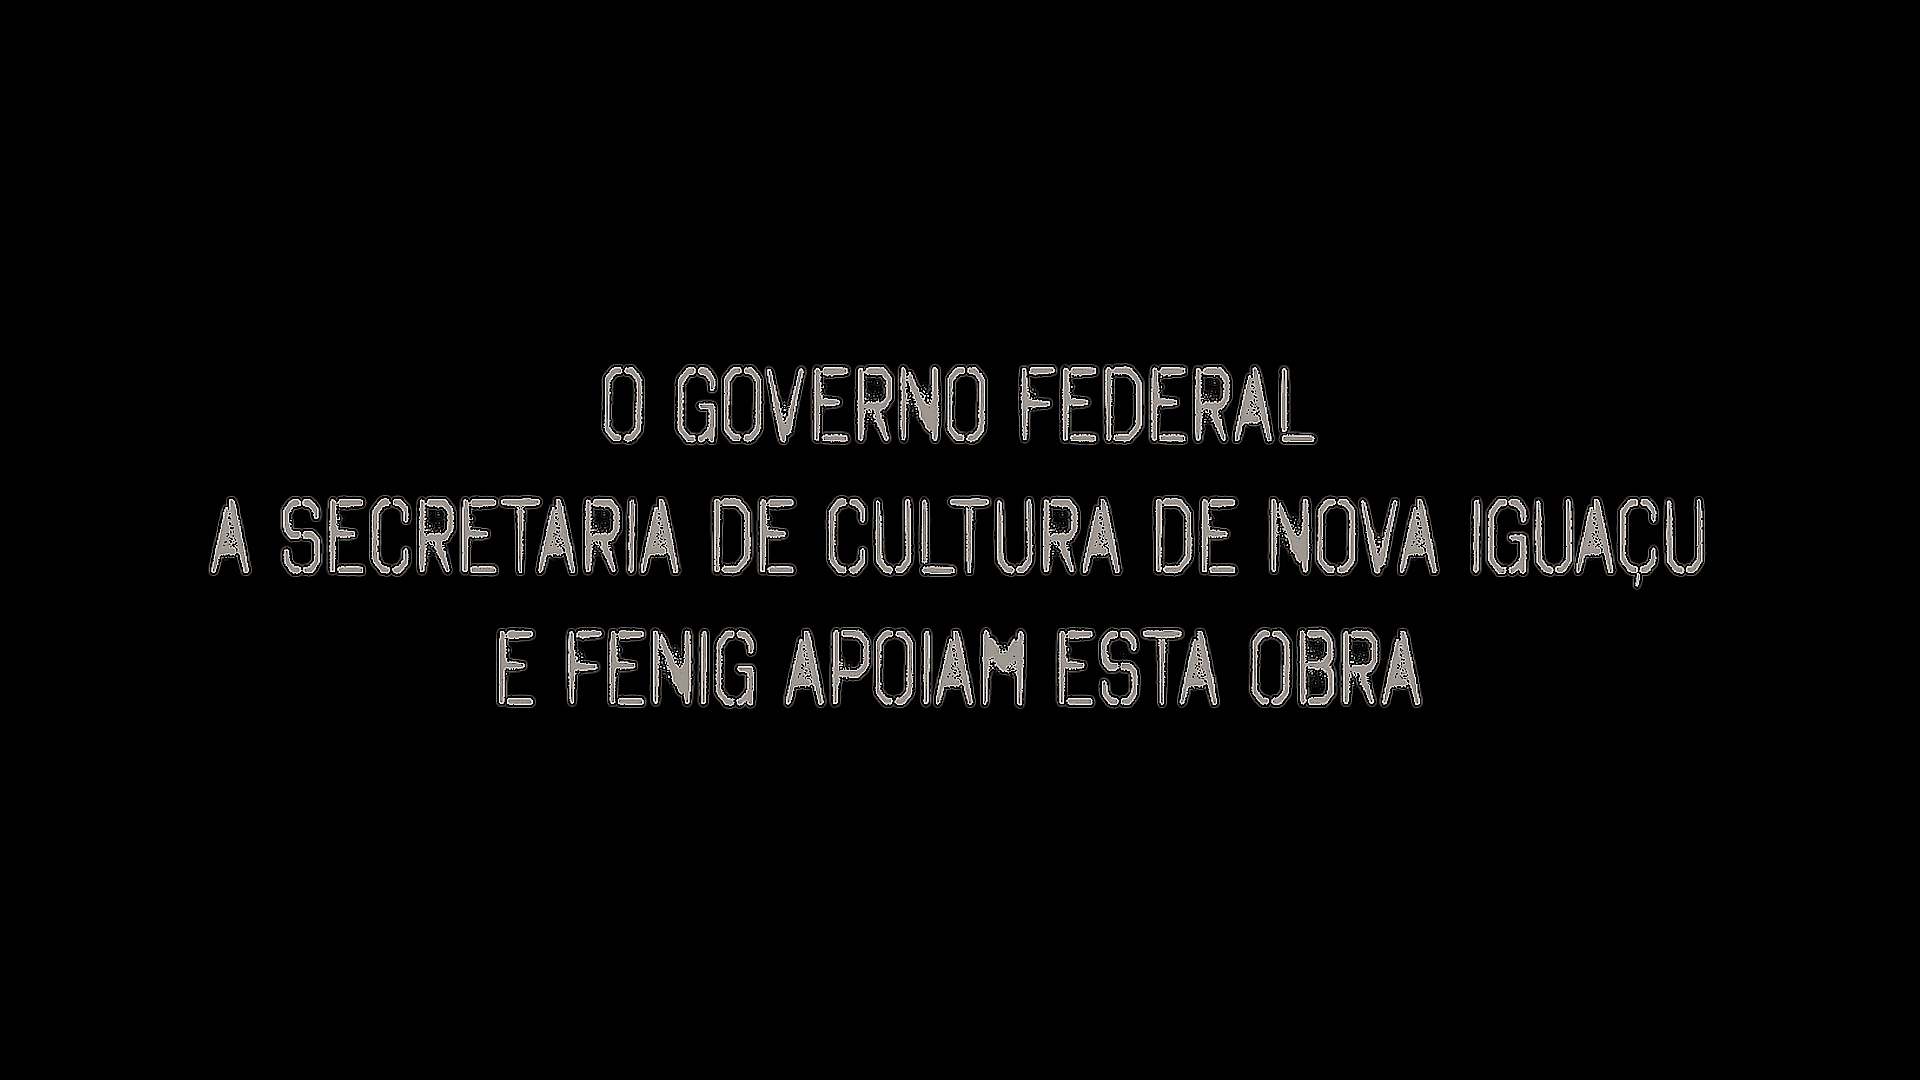 O GOVERNO FEDERAL
A SECRETARIA DE CULTURA DE NOVA IGUAÇU
E FENIG APOIAM ESTA OBRA